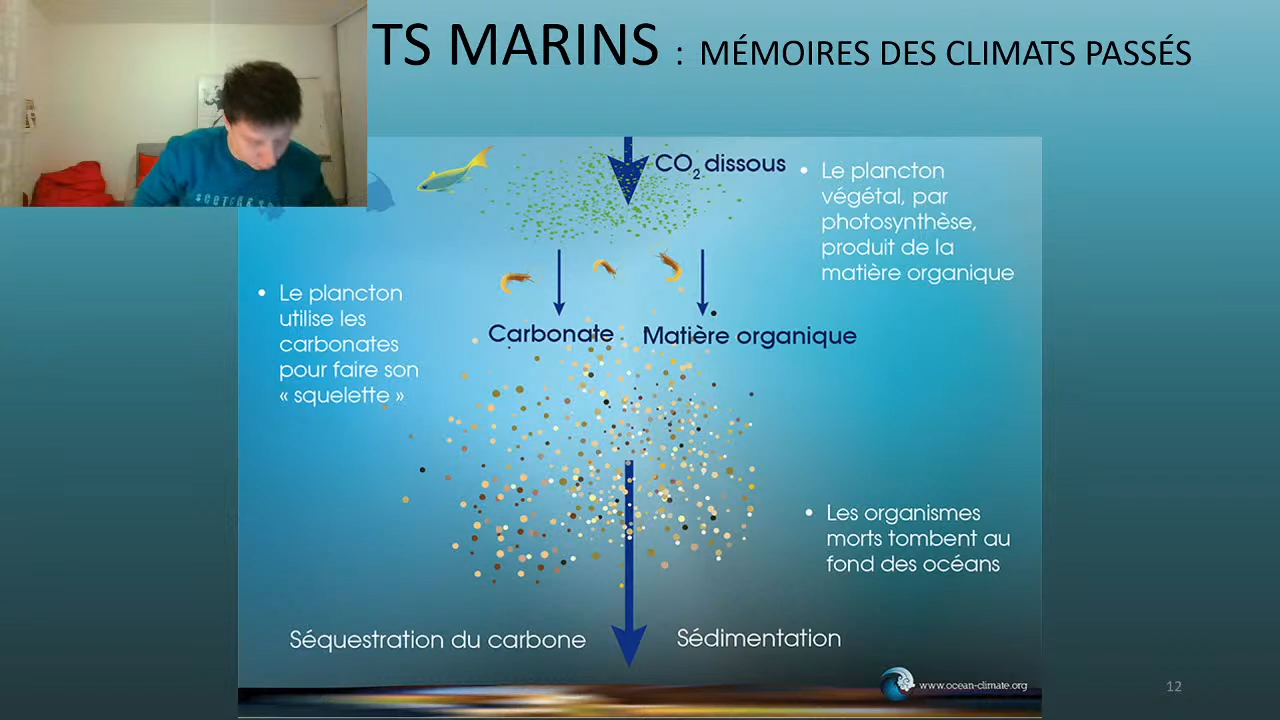 TS MARINS : MÉMOIRES DES CLIMATS PASSÉS
CO2 dissous
• Le plancton
végétal, par
photosynthèse,
produit de la
matière organique
• Le plancton
utilise les
carbonates
pour faire son
« squelette »
Carbonate
Matière organique
• Les organismes
morts tombent au
fond des océans
Séquestration du carbone
Sédimentation
www.ocean-climate.org
12